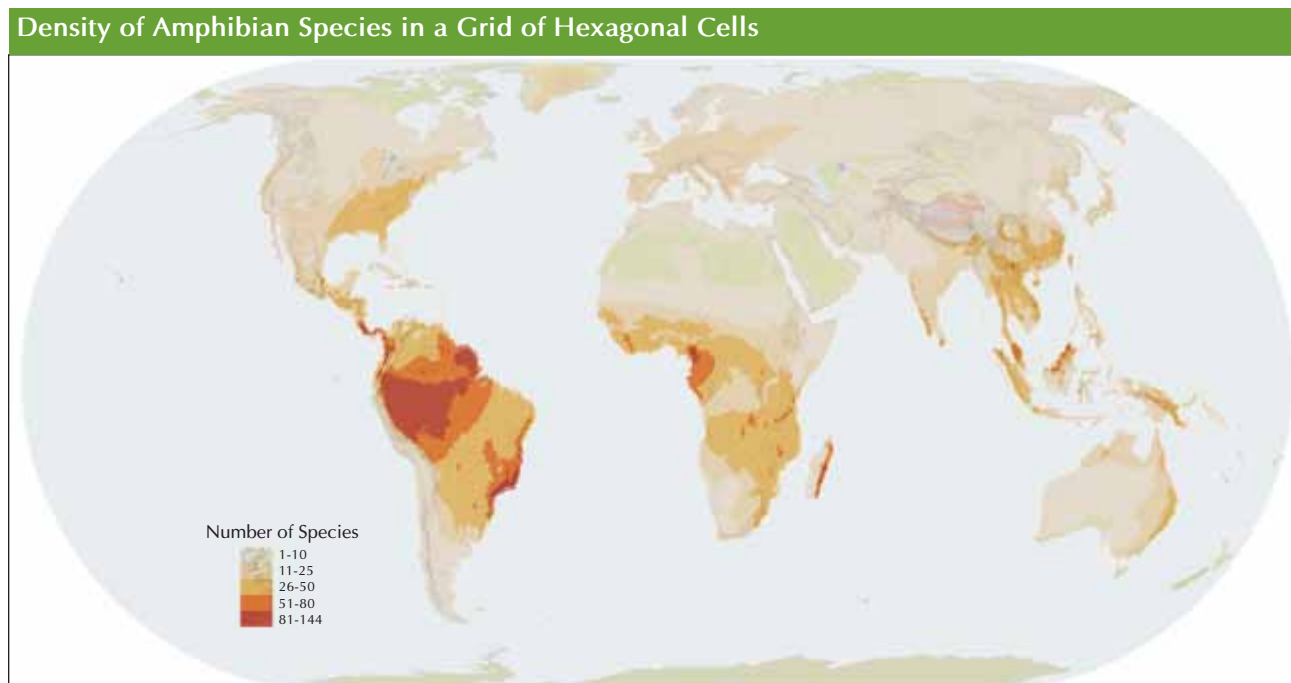 Density of Amphibian Species in a Grid of Hexagonal Cells
Number of Species
1-10
11-25
26-50
51-80
81-144